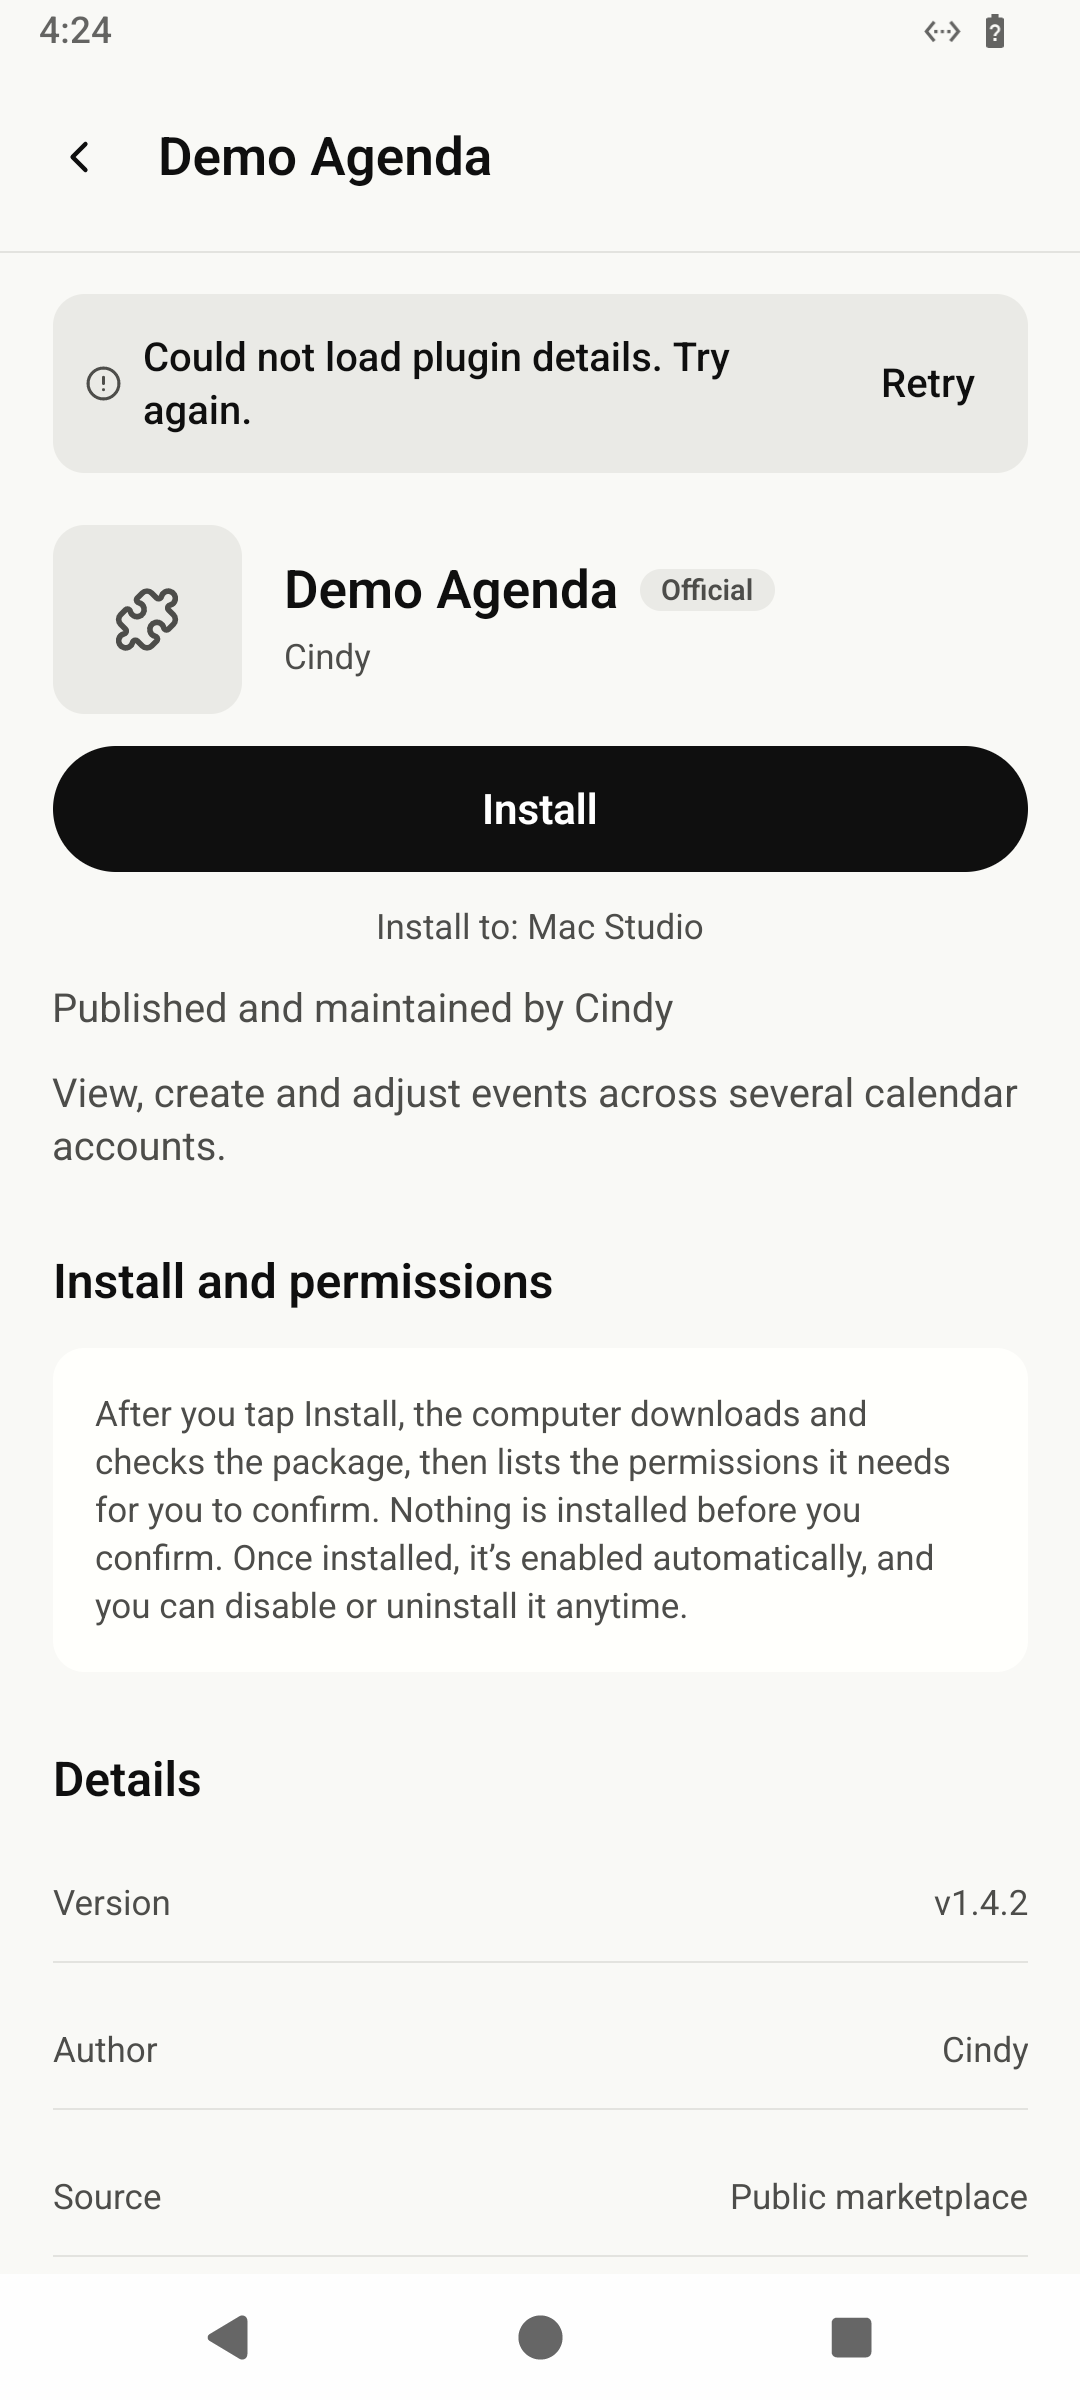 4:24
Demo Agenda
Could not load plugin details. Try
again.
Retry
Demo Agenda
Official
Cindy
Install
Install to: Mac Studio
Published and maintained by Cindy
View, create and adjust events across several calendar
accounts.
Install and permissions
After you tap Install, the computer downloads and
checks the package, then lists the permissions it needs
for you to confirm. Nothing is installed before you
confirm. Once installed, it’s enabled automatically, and
you can disable or uninstall it anytime.
Details
Version
v1.4.2
Author
Cindy
Source
Public marketplace